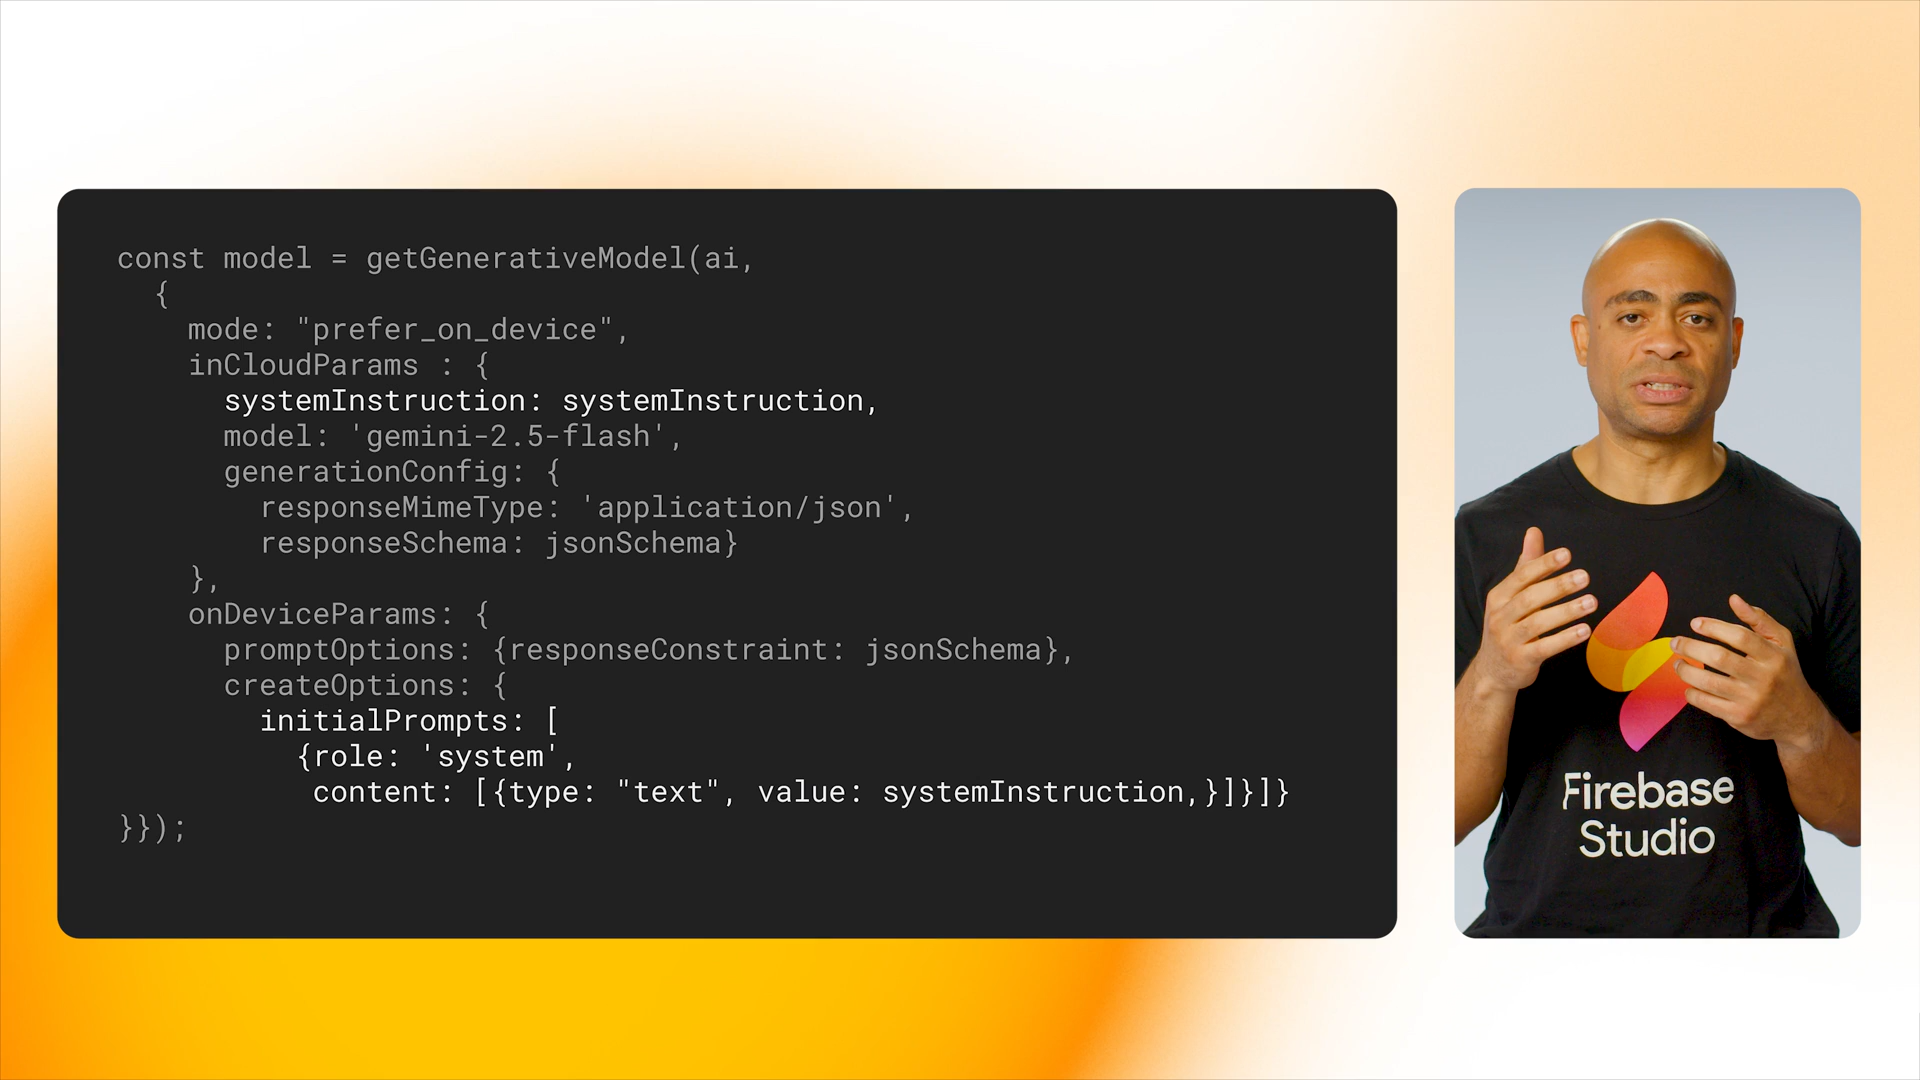 const model = getGenerativeModel(ai,
{
mode: "prefer_on_device",
inCloudParams : {
systemInstruction: systemInstruction,
model: 'gemini-2.5-flash',
generationConfig: {
responseMimeType: 'application/json',
responseSchema: jsonSchema}
},
onDeviceParams: {
promptOptions: {responseConstraint: jsonSchema},
createOptions: {
initialPrompts: [
{role: 'system',
content: [{type: "text", value: systemInstruction,}]}]}
}});
Firebase
Studio